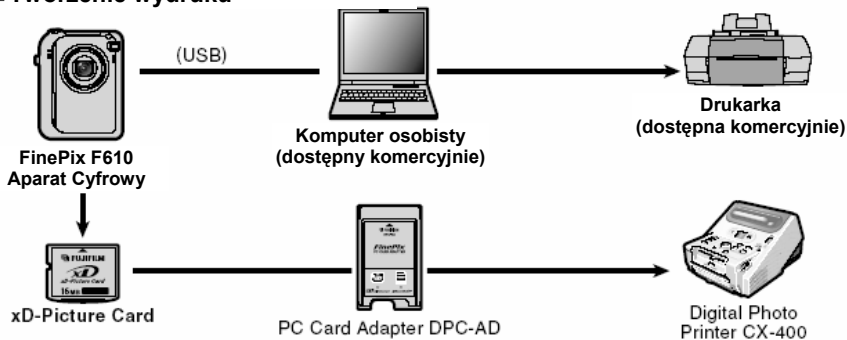 Tworzenie wydruku
(USB)
Komputer osobisty
(dostępny komercyjnie)
Drukarka
(dostępna komercyjnie)
FinePix F610
Aparat Cyfrowy
FUJIFILM
xD
xD-Picture Card
16MB
xD-Picture Card
FinePix
PC Card Adapter DPC-AD
Digital Photo
Printer CX-400